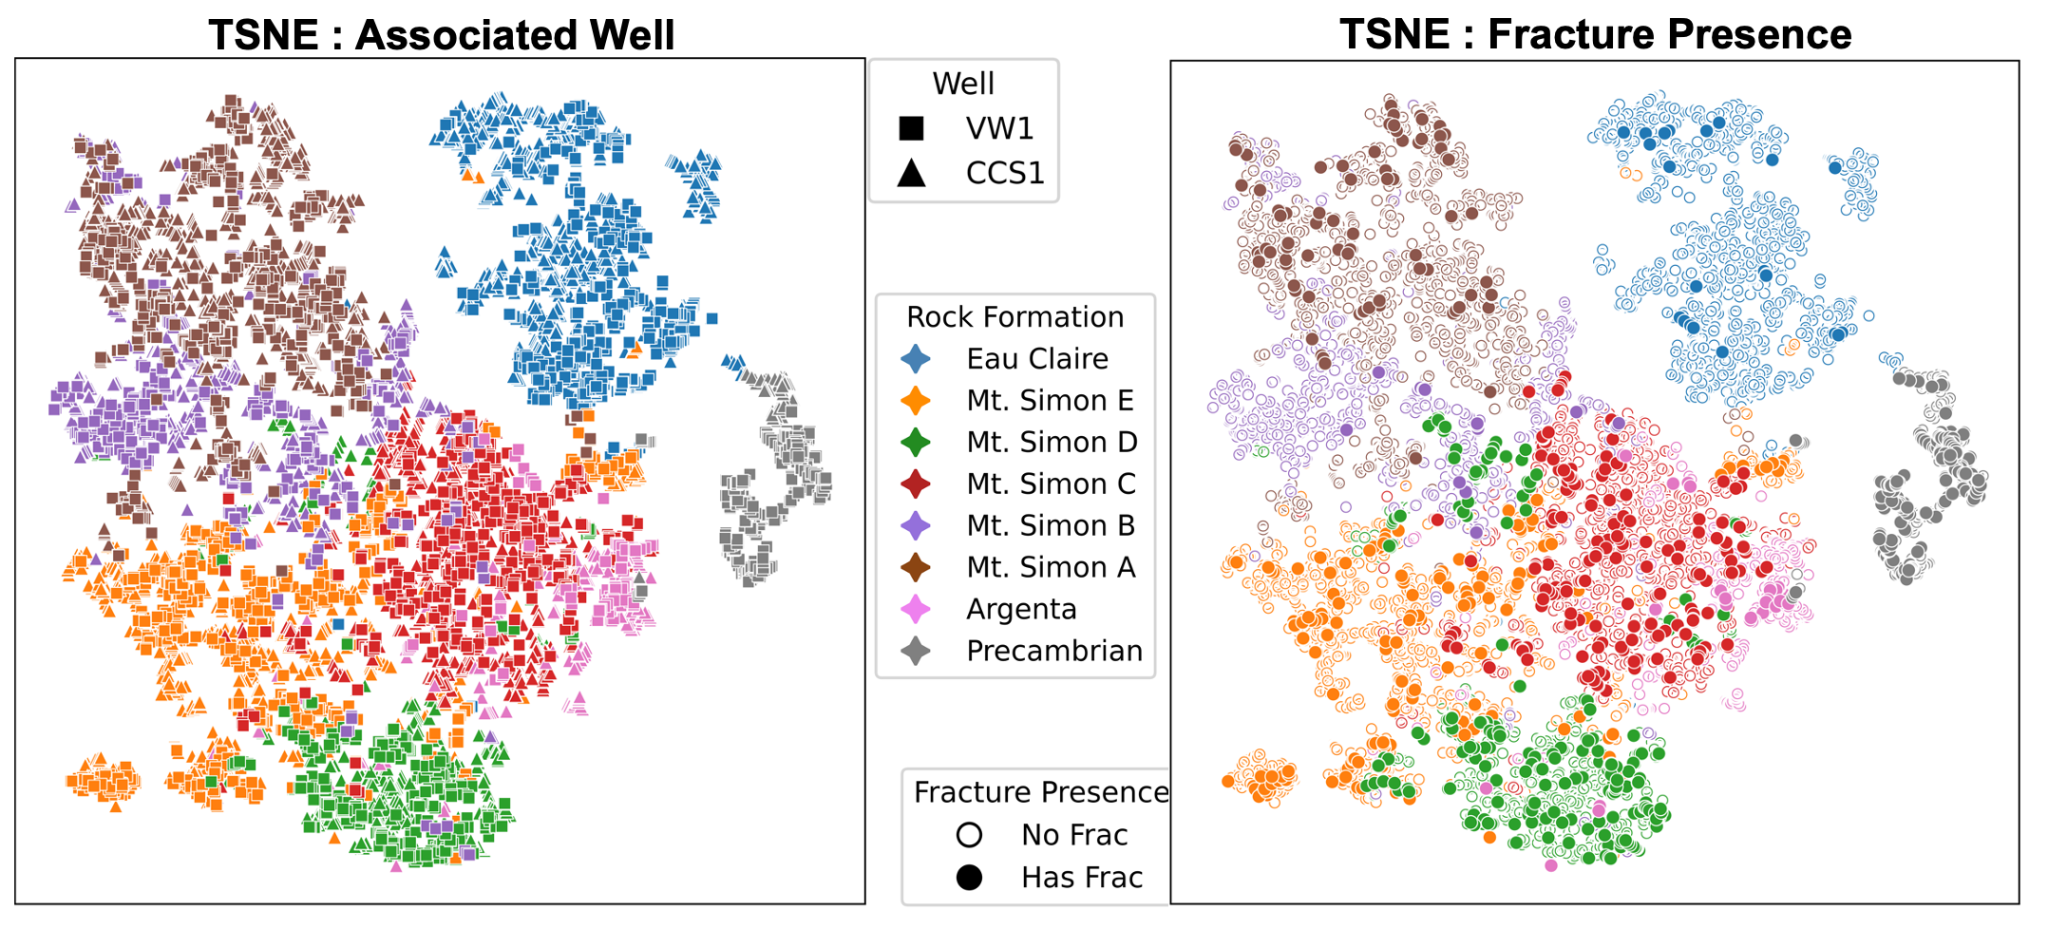 TSNE : Associated Well
TSNE : Fracture Presence
Well
VW1
CCS1
Rock Formation
Eau Claire
Mt. Simon E
Mt. Simon D
Mt. Simon C
Mt. Simon B
Mt. Simon A
Argenta
Precambrian
Fracture Presence
No Frac
Has Frac